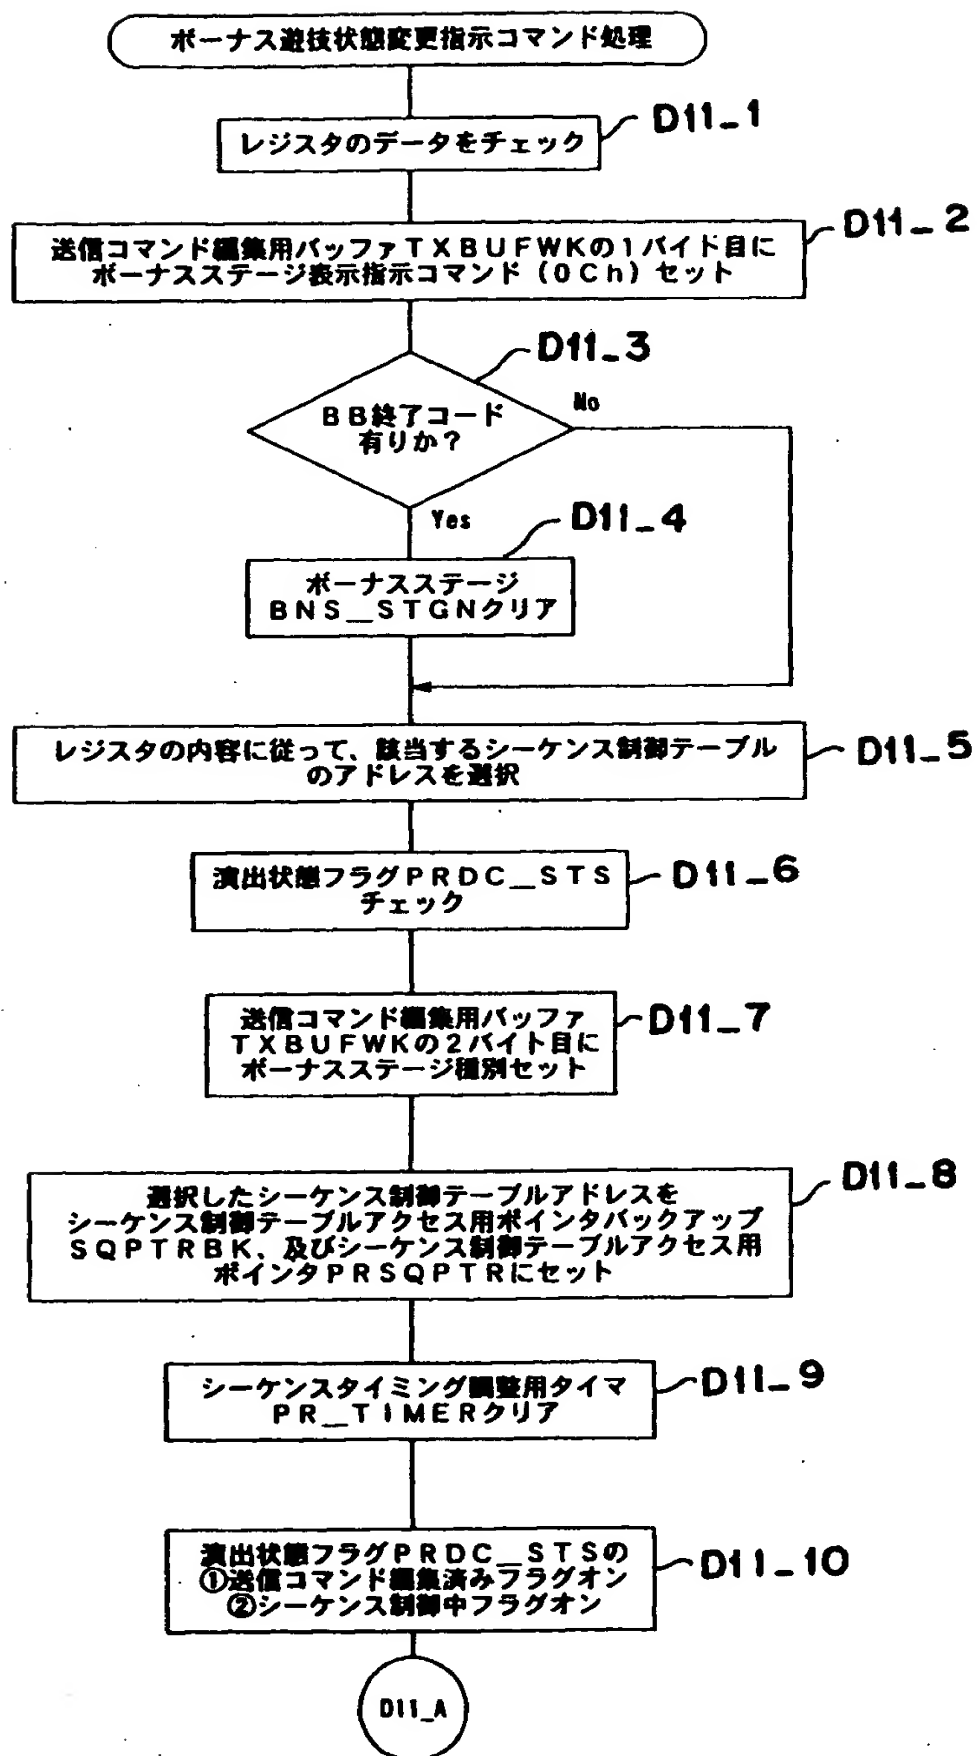 ボーナス遊技状態変更指示コマンド処理
D11_1
レジスタのデータをチェック
D11_2
送信コマンド編集用バッファTXBUFWKの1バイド目に
ボーナスステージ表示指示コマンド(0Ch)セット
D11_3
BB終了コード
有りか?
No
Yes
D11_4
ボーナスステージ
BNS__STGNクリア
レジスタの内容に従って、該当するシーケンス制御テーブル
のアドレスを選択
D11_5
演出状態フラグPRDC__STS
チェック
D11_6
送信コマンド編集用バッファ
TXBUFWKの2バイト目に
ボーナスステージ種別セット
D11_7
選択したシーケンス制御テーブルアドレスを
シーケンス制御テーブルアクセス用ポインタバックアップ
SQPTRBK、及びシーケンス制御テーブルアクセス用
ポインタPRSQPTRにセット
D11_8
シーケンスタイミング調整用タイマ
PR__TIMERクリア
D11_9
演出状態フラグPRDC__STSの
①送信コマンド編集済みフラグオン
②シーケンス制御中フラグオン
D11_10
D11_A